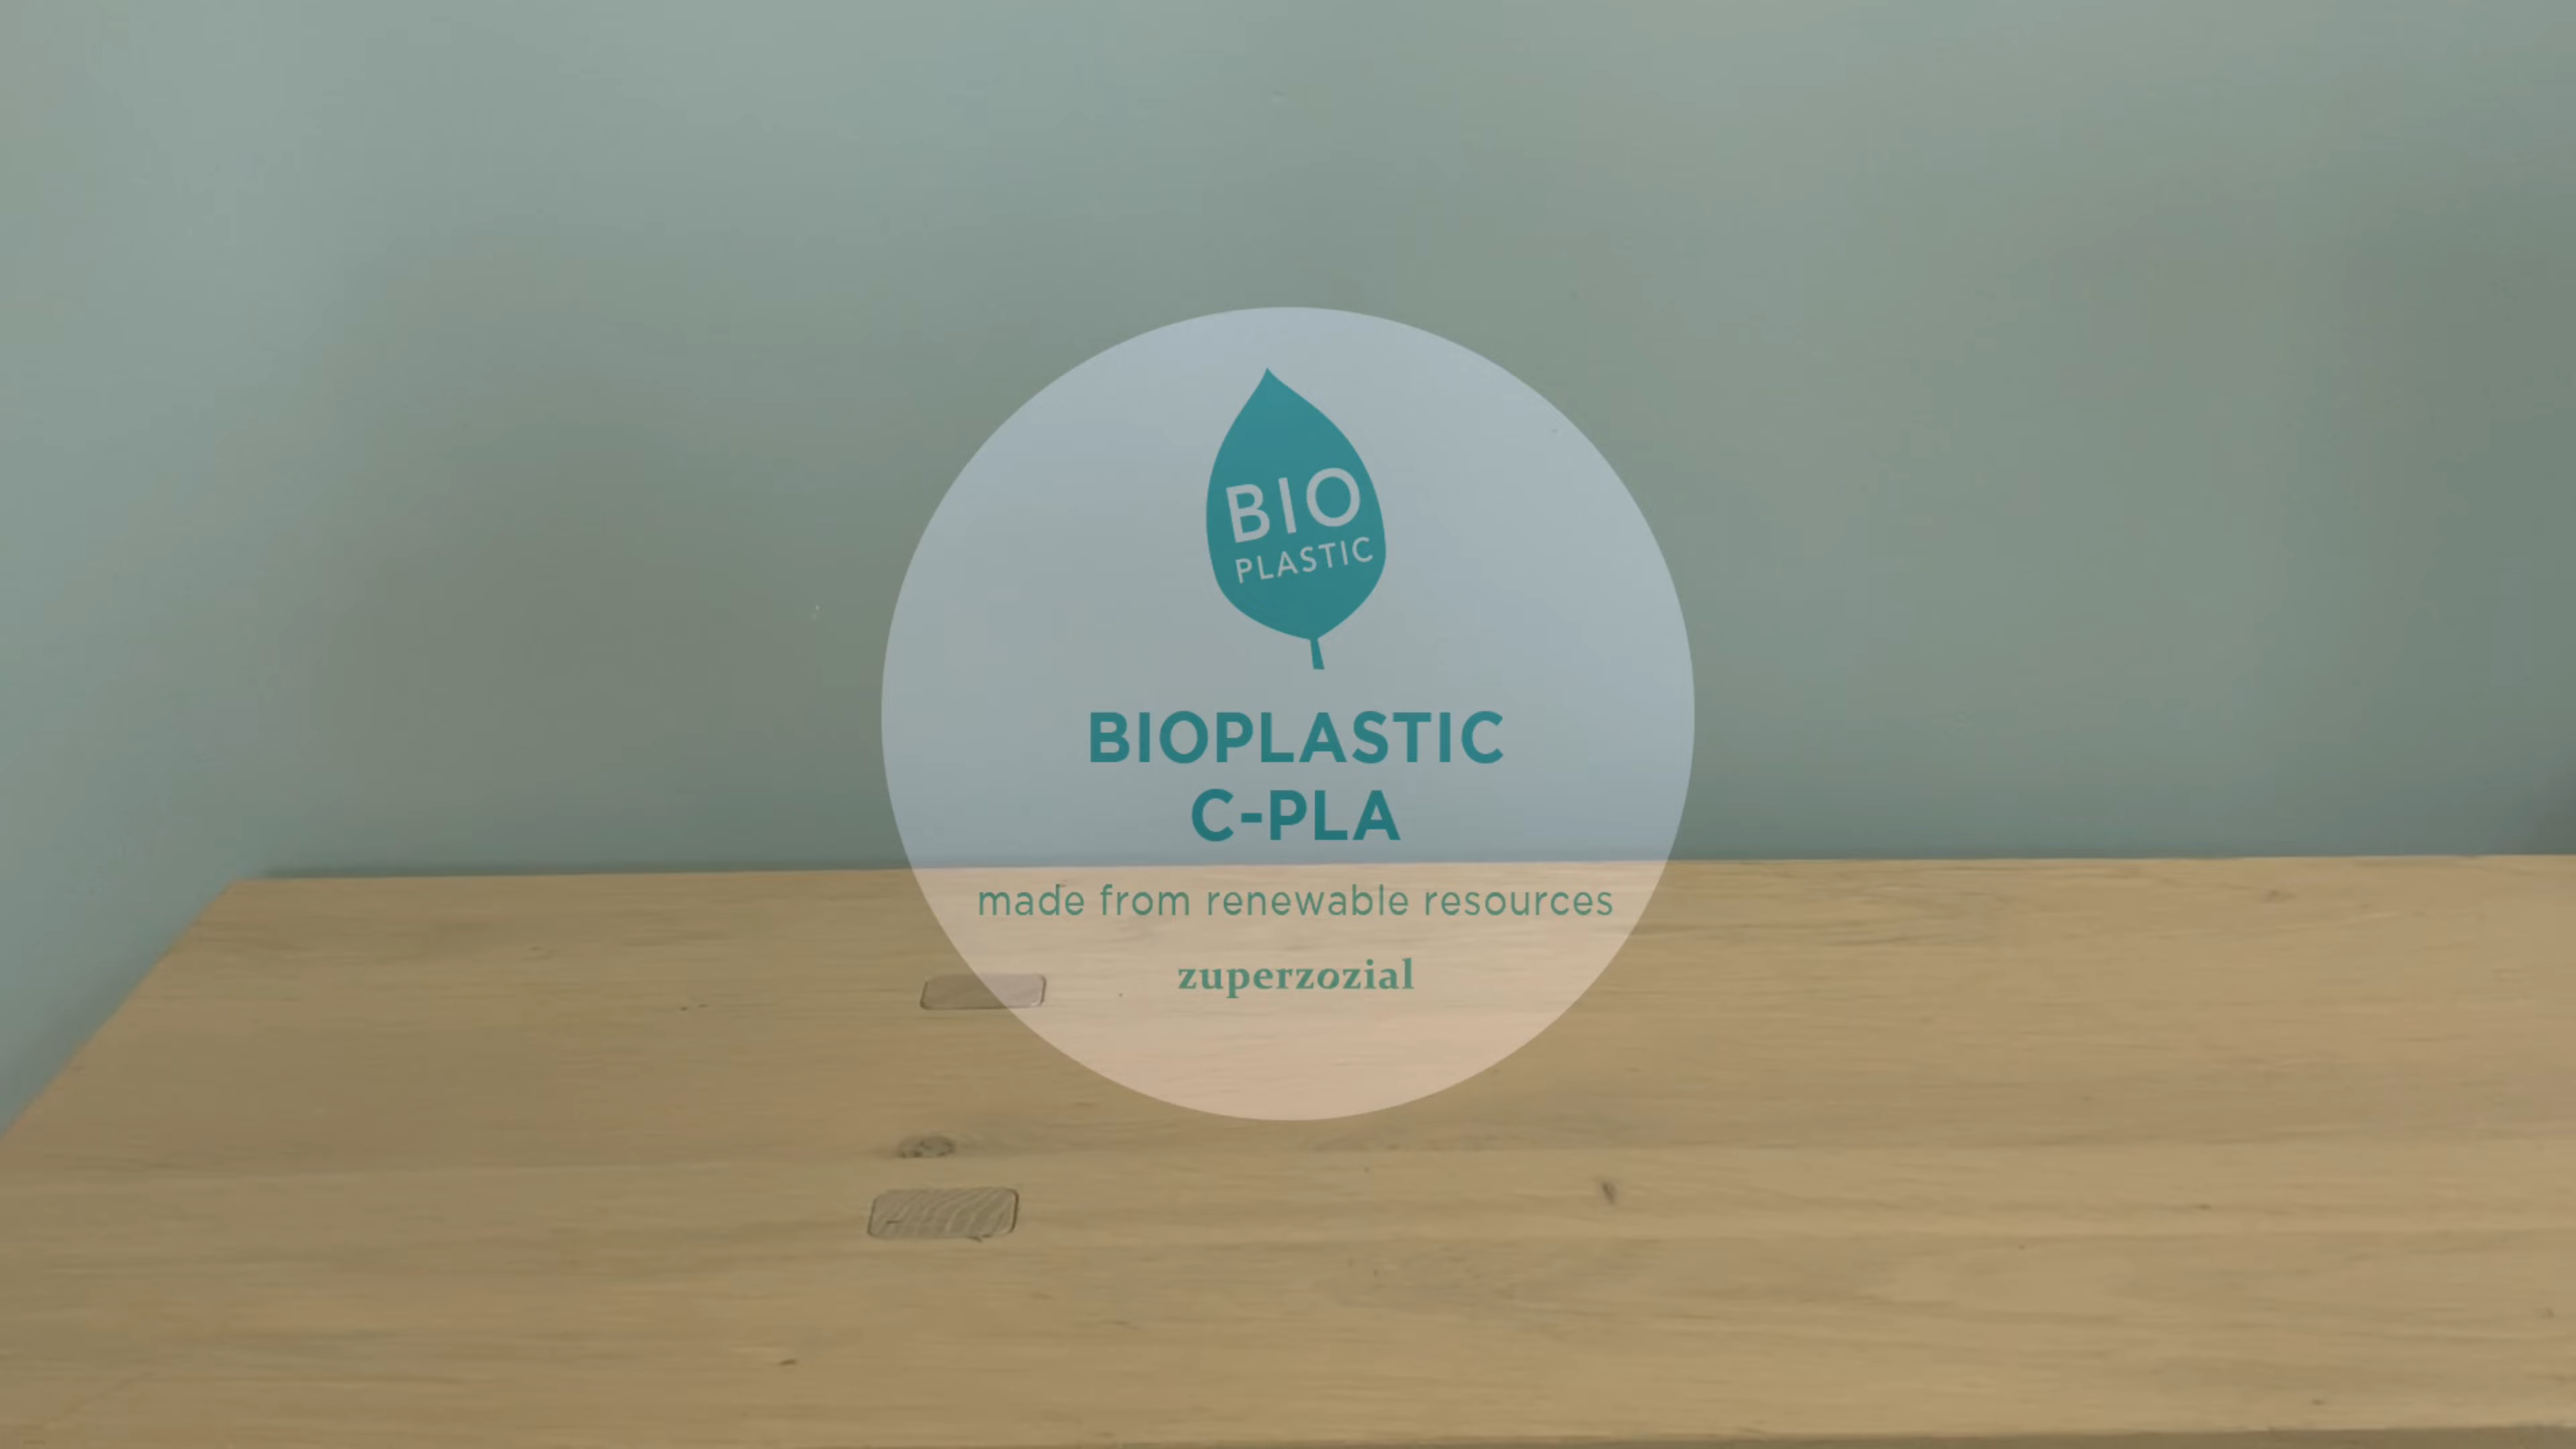 BIO
PLASTIC
BIOPLASTIC
C-PLA
made from renewable resources
zuperzozial